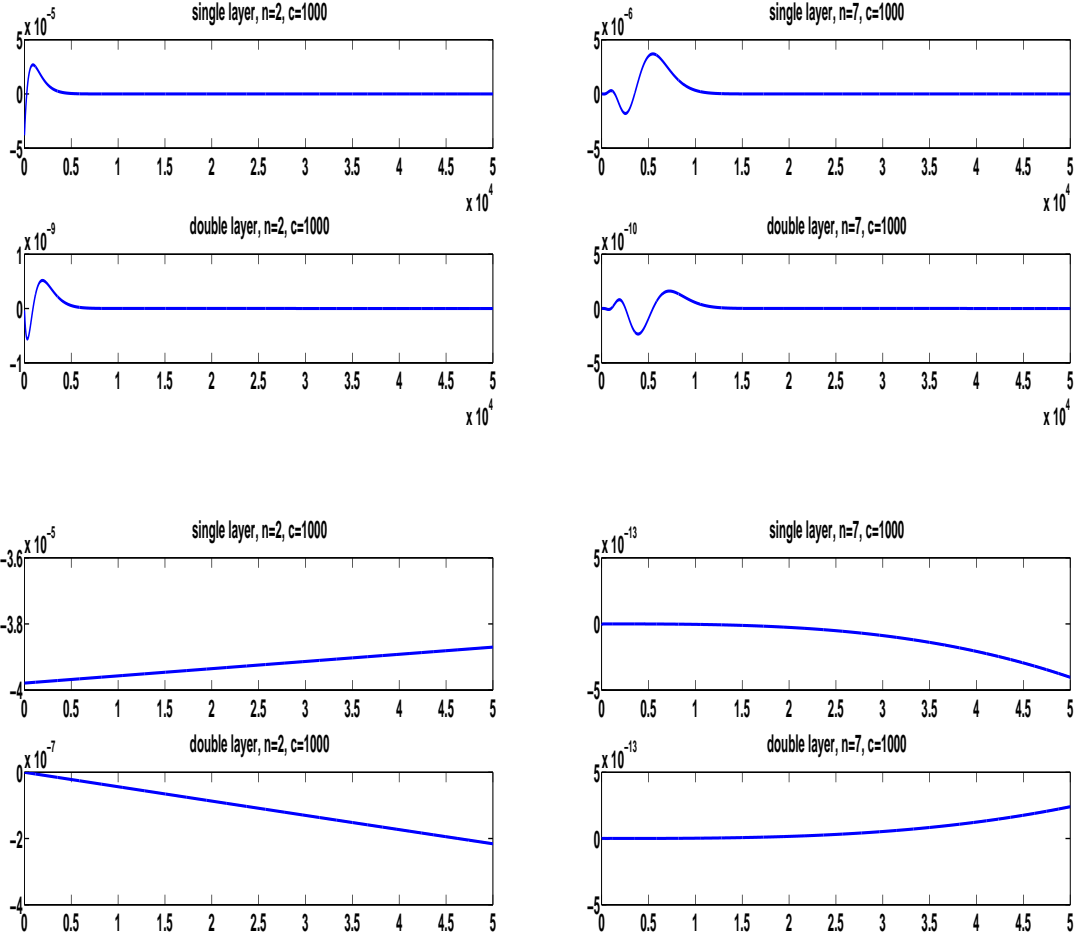 single layer, n=2, c=1000
x 10^−5
5
0
−5
0 0.5 1 1.5 2 2.5 3 3.5 4 4.5 5
x 10^4
single layer, n=7, c=1000
x 10^−6
5
0
−5
0 0.5 1 1.5 2 2.5 3 3.5 4 4.5 5
x 10^4
double layer, n=2, c=1000
x 10^−9
1
0
−1
0 0.5 1 1.5 2 2.5 3 3.5 4 4.5 5
x 10^4
double layer, n=7, c=1000
x 10^−10
5
0
−5
0 0.5 1 1.5 2 2.5 3 3.5 4 4.5 5
x 10^4
single layer, n=2, c=1000
x 10^−5
−3.6
−3.8
−4
0 0.5 1 1.5 2 2.5 3 3.5 4 4.5 5
single layer, n=7, c=1000
x 10^−13
5
0
−5
0 0.5 1 1.5 2 2.5 3 3.5 4 4.5 5
double layer, n=2, c=1000
x 10^−7
0
−2
−4
0 0.5 1 1.5 2 2.5 3 3.5 4 4.5 5
double layer, n=7, c=1000
x 10^−13
5
0
−5
0 0.5 1 1.5 2 2.5 3 3.5 4 4.5 5